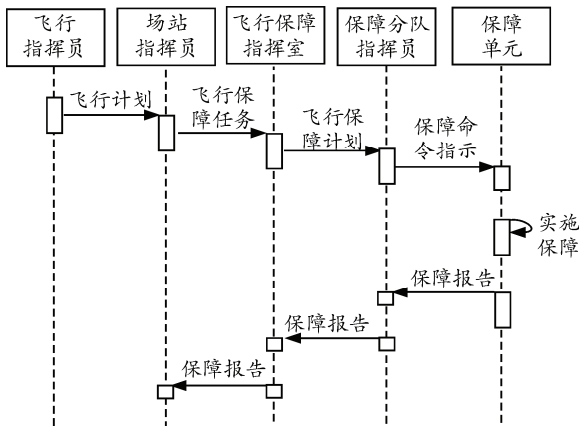 飞行
指挥员
场站
指挥员
飞行保障
指挥室
保障分队
指挥员
保障
单元
飞行计划
飞行保
障任务
飞行保
障计划
保障命
令指示
实施
保障
保障报告
保障报告
保障报告